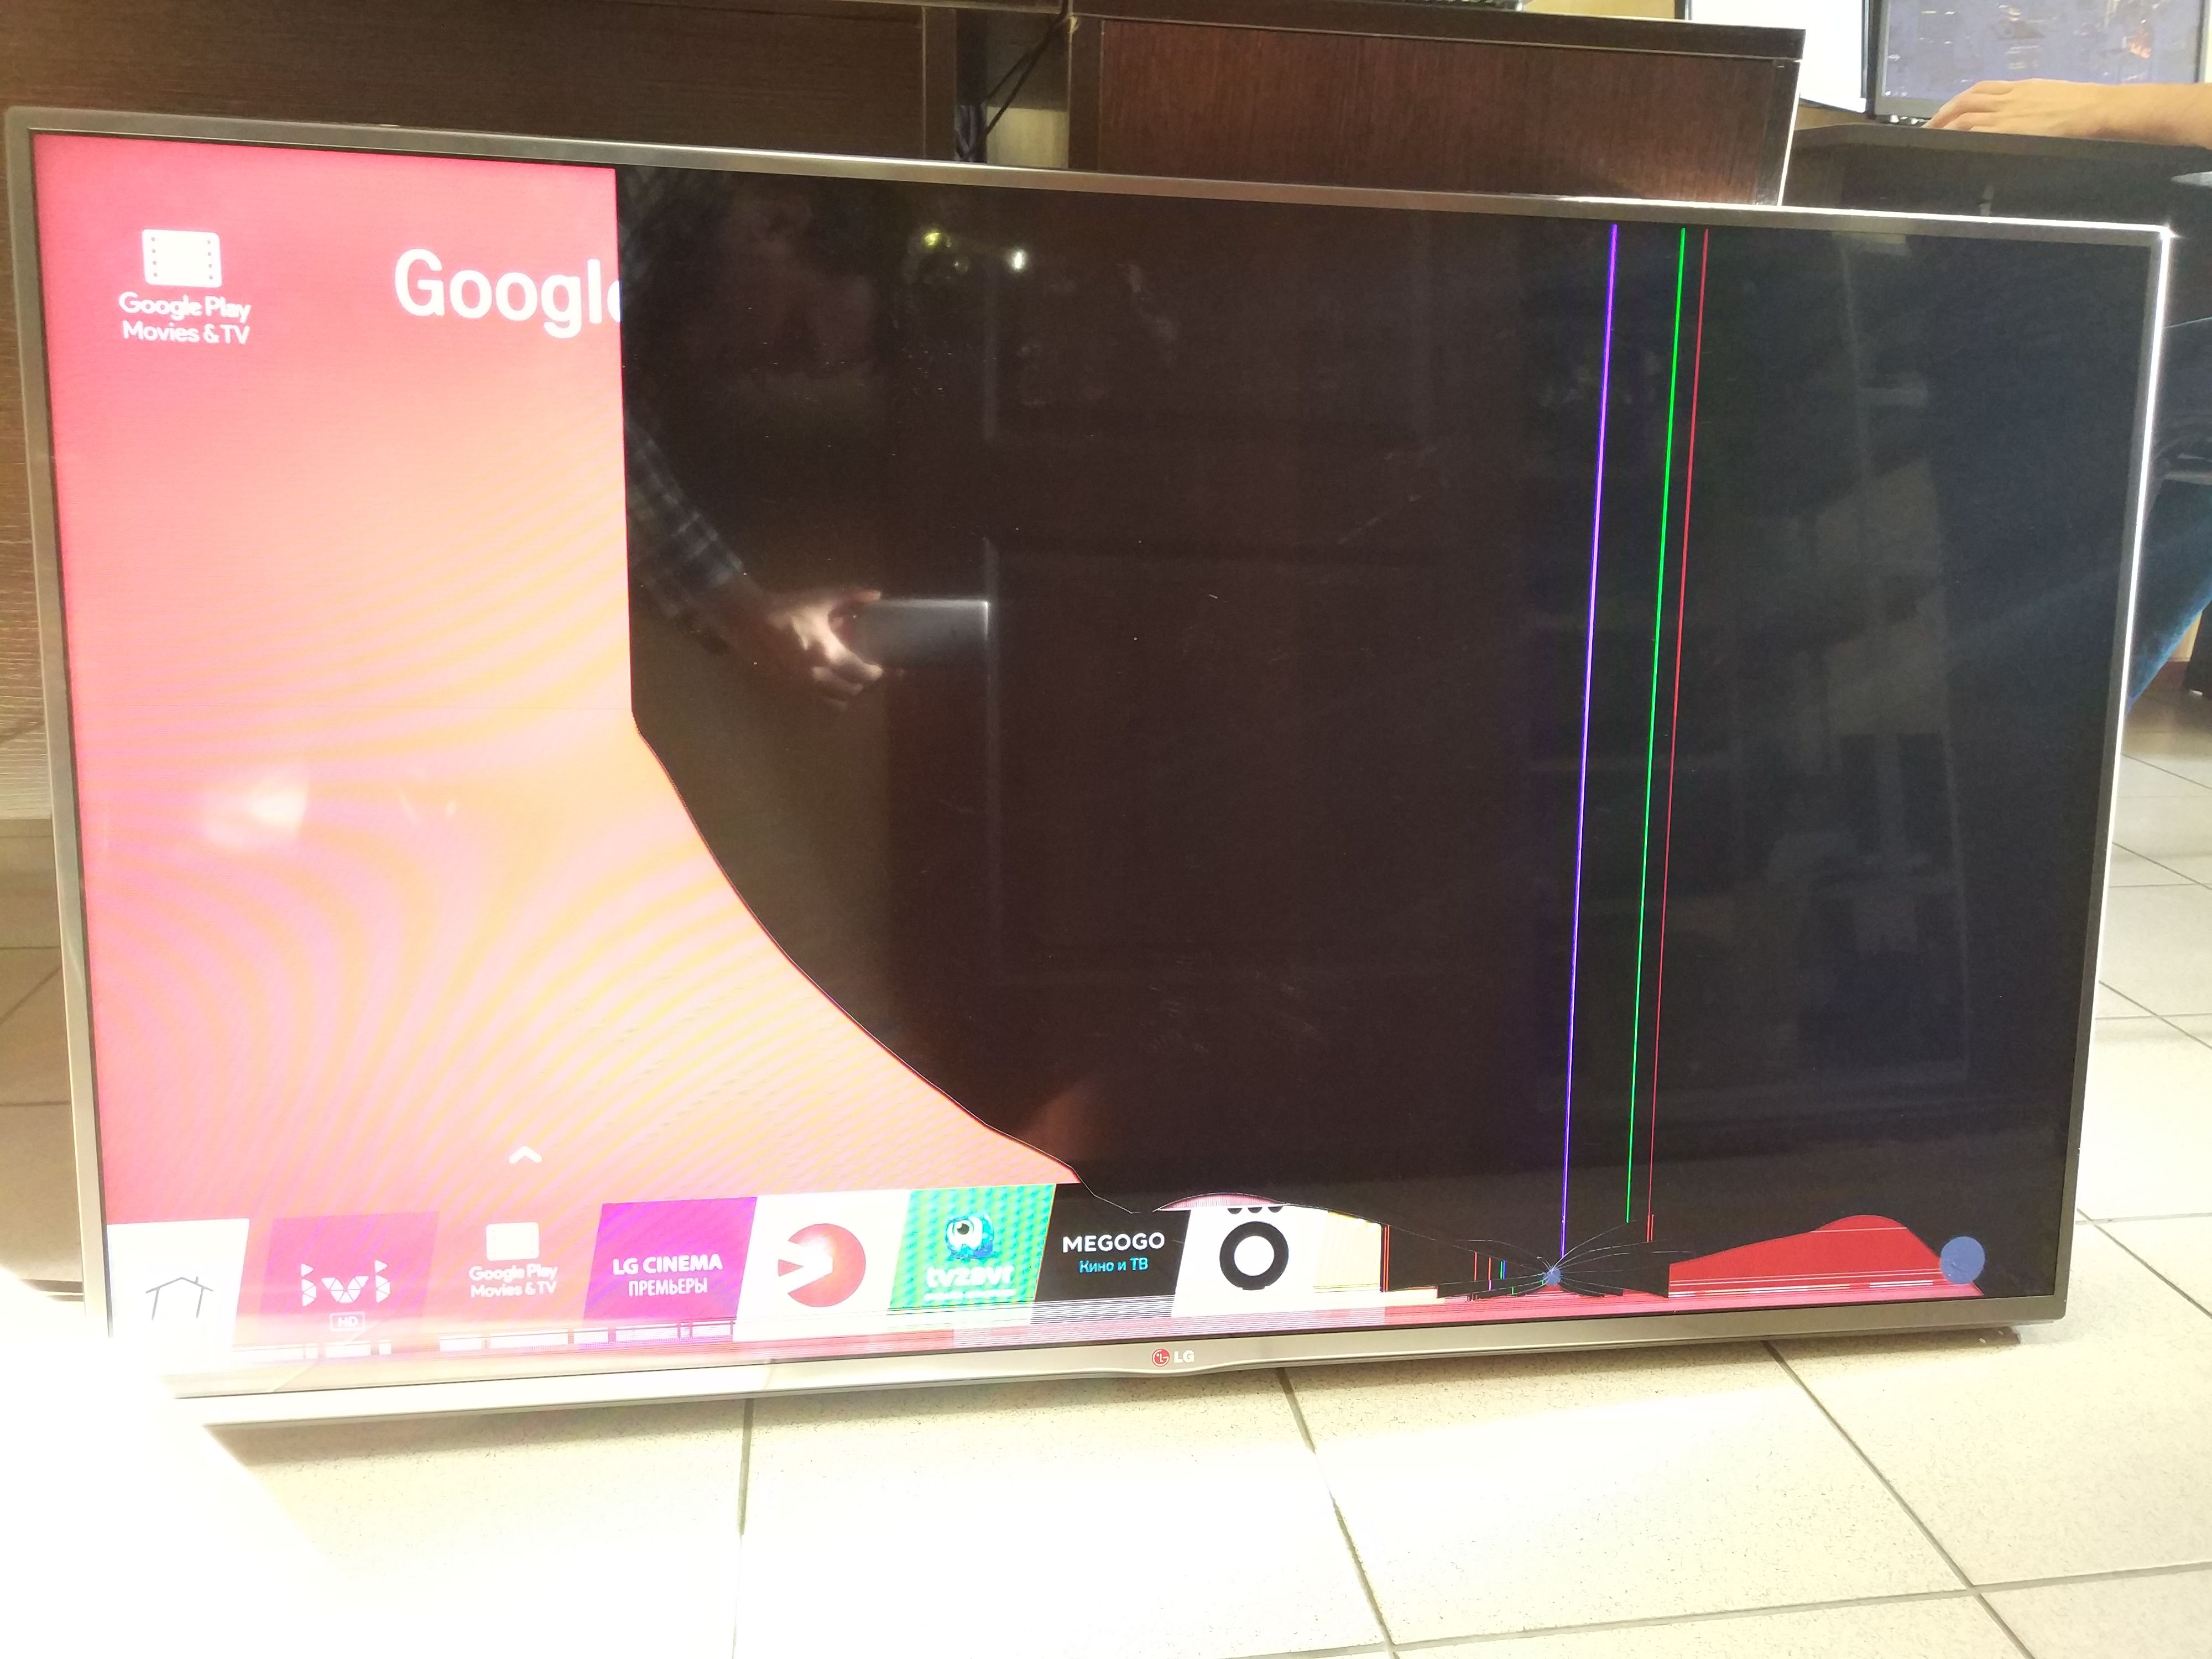 Google Play
Movies & TV
Googl
ivi
HD
Google Play
Movies & TV
LG CINEMA
ПРЕМЬЕРЫ
tvzavr
MEGOGO
Кино и ТВ
LG